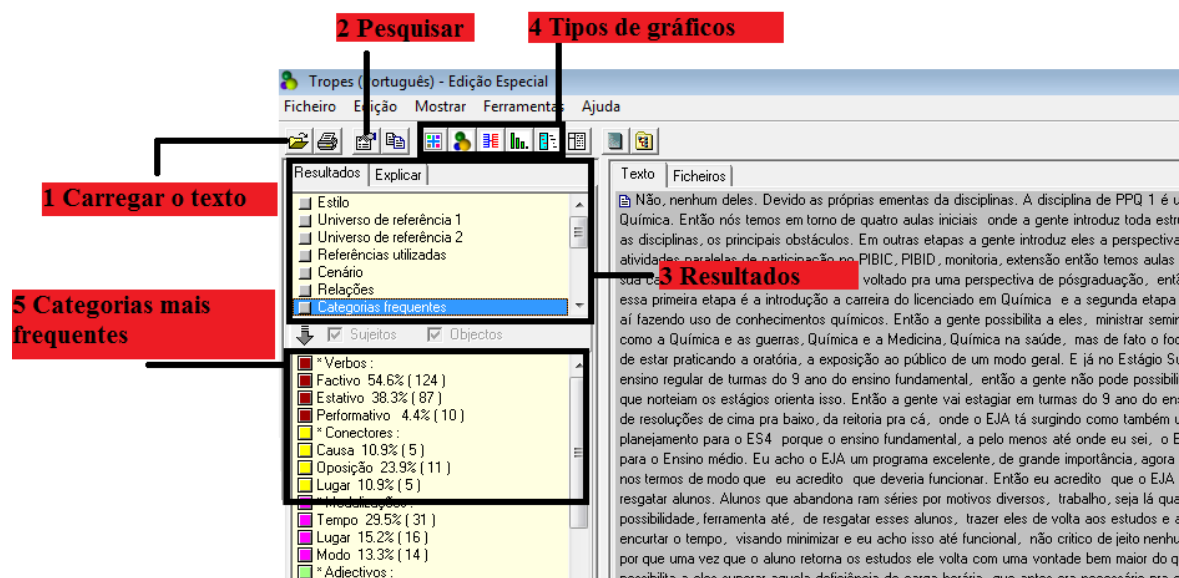 2 Pesquisar
4 Tipos de gráficos
Tropes (Português) - Edição Especial
Ficheiro Edição Mostrar Ferramentas Ajuda
1 Carregar o texto
Resultados Explicar
Estilo
Universo de referência 1
Universo de referência 2
Referências utilizadas
Cenário
Relações
Categorias frequentes
Sujeitos Objectos
3 Resultados
5 Categorias mais
frequentes
* Verbos :
Factivo 54.6% ( 124 )
Estativo 38.3% ( 87 )
Performativo 4.4% ( 10 )
* Conectores :
Causa 10.9% ( 5 )
Oposição 23.9% ( 11 )
Lugar 10.9% ( 5 )
* Modalizações :
Tempo 29.5% ( 31 )
Lugar 15.2% ( 16 )
Modo 13.3% ( 14 )
* Adjectivos :
Texto Ficheiros
Não, nenhum deles. Devido as próprias ementas da disciplinas. A disciplina de PPQ 1 é
Química. Então nós temos em torno de quatro aulas iniciais onde a gente introduz toda
as disciplinas, os principais obstáculos. Em outras etapas a gente introduz eles a perspectiva
atividades paralelas de participação no PIBIC, PIBID, monitoria, extensão então temos aulas
voltado pra uma perspectiva de pósgraduação,
essa primeira etapa é a introdução a carreira do licenciado em Química e a segunda etapa
aí fazendo uso de conhecimentos químicos. Então a gente possibilita a eles, ministrar
como a Química e as guerras, Química e a Medicina, Química na saúde, mas de fato o
de estar praticando a oratória, a exposição ao público de um modo geral. E já no Estágio
ensino regular de turmas do 9 ano do ensino fundamental, então a gente não pode
que norteiam os estágios orienta isso. Então a gente vai estagiar em turmas do 9 ano do
de resoluções de cima pra baixo, da reitoria pra cá, onde o EJA tá surgindo como também
planejamento para o ES4 porque o ensino fundamental, a pelo menos até onde eu sei, o
para o Ensino médio. Eu acho o EJA um programa excelente, de grande importância, agora
nos termos de modo que eu acredito que deveria funcionar. Então eu acredito que o EJA
resgatar alunos. Alunos que abandona ram séries por motivos diversos, trabalho, seja lá
possibilidade, ferramenta até, de resgatar esses alunos, trazer eles de volta aos estudos e
encurtar o tempo, visando minimizar e eu acho isso até funcional, não critico de jeito
por que uma vez que o aluno retorna os estudos ele volta com uma vontade bem maior do